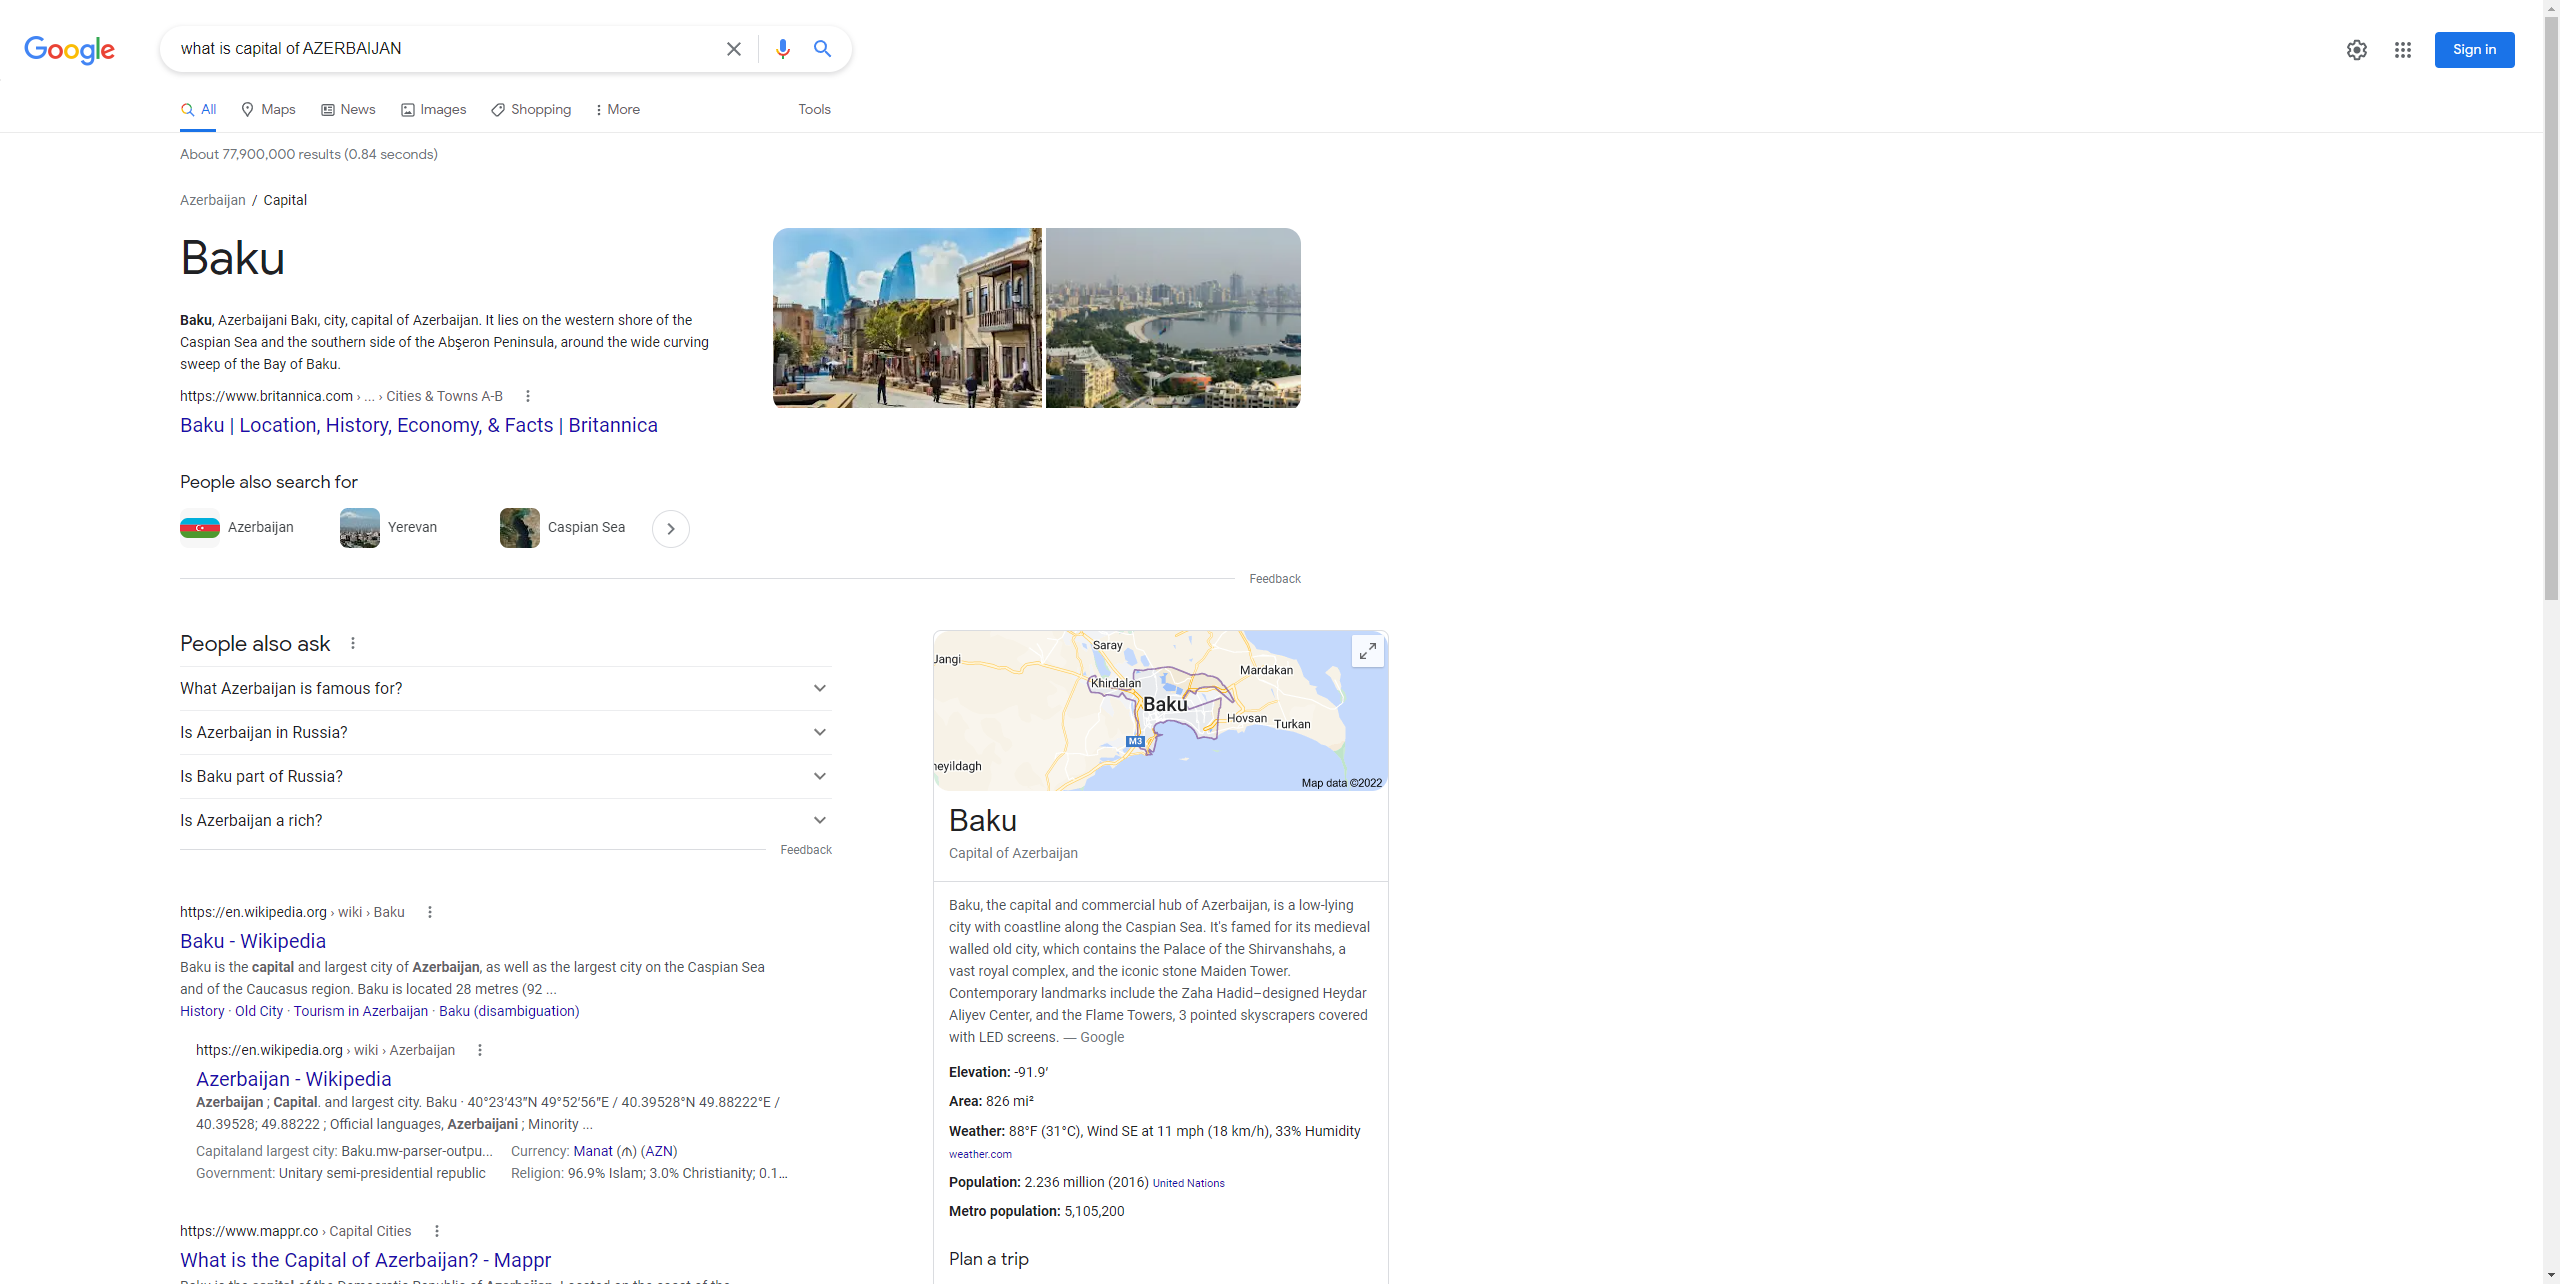 Google
what is capital of AZERBAIJAN
Sign in
All
Maps
News
Images
Shopping
More
Tools
About 77,900,000 results (0.84 seconds)
Azerbaijan / Capital
Baku
Baku, Azerbaijani Bakı, city, capital of Azerbaijan. It lies on the western shore of the
Caspian Sea and the southern side of the Abşeron Peninsula, around the wide curving
sweep of the Bay of Baku.
https://www.britannica.com › ... › Cities & Towns A-B
Baku | Location, History, Economy, & Facts | Britannica
People also search for
Azerbaijan
Yerevan
Caspian Sea
Feedback
People also ask
What Azerbaijan is famous for?
Is Azerbaijan in Russia?
Is Baku part of Russia?
Is Azerbaijan a rich?
Feedback
https://en.wikipedia.org › wiki › Baku
Baku - Wikipedia
Baku is the capital and largest city of Azerbaijan, as well as the largest city on the Caspian Sea
and of the Caucasus region. Baku is located 28 metres (92 ...
History · Old City · Tourism in Azerbaijan · Baku (disambiguation)
https://en.wikipedia.org › wiki › Azerbaijan
Azerbaijan - Wikipedia
Azerbaijan ; Capital. and largest city. Baku · 40°23′43″N 49°52′56″E / 40.39528°N 49.88222°E /
40.39528; 49.88222 ; Official languages, Azerbaijani ; Minority ...
Capitaland largest city: Baku.mw-parser-outpu... Currency: Manat (₼) (AZN)
Government: Unitary semi-presidential republic Religion: 96.9% Islam; 3.0% Christianity; 0.1...
https://www.mappr.co › Capital Cities
What is the Capital of Azerbaijan? - Mappr
Jangi
Saray
Mardakan
Khirdalan
Baku
Hovsan
Turkan
M3
heyildagh
Map data ©2022
Baku
Capital of Azerbaijan
Baku, the capital and commercial hub of Azerbaijan, is a low-lying
city with coastline along the Caspian Sea. It's famed for its medieval
walled old city, which contains the Palace of the Shirvanshahs, a
vast royal complex, and the iconic stone Maiden Tower.
Contemporary landmarks include the Zaha Hadid–designed Heydar
Aliyev Center, and the Flame Towers, 3 pointed skyscrapers covered
with LED screens. — Google
Elevation: -91.9′
Area: 826 mi²
Weather: 88°F (31°C), Wind SE at 11 mph (18 km/h), 33% Humidity
weather.com
Population: 2.236 million (2016) United Nations
Metro population: 5,105,200
Plan a trip